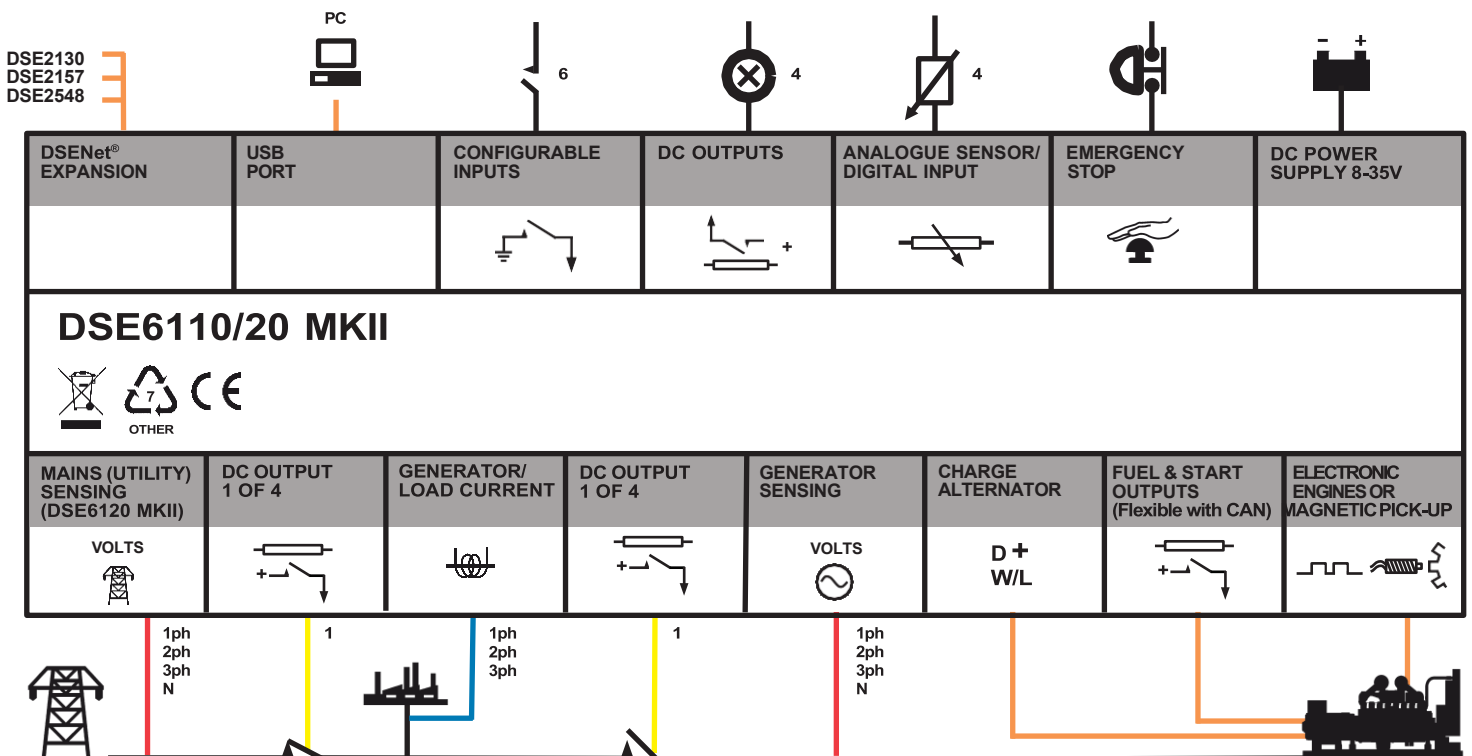 PC
DSE2130
DSE2157
DSE2548
6
4
4
- +
DSENet®
EXPANSION
USB
PORT
CONFIGURABLE
INPUTS
DC OUTPUTS
ANALOGUE SENSOR/
DIGITAL INPUT
EMERGENCY
STOP
DC POWER
SUPPLY 8-35V
+
DSE6110/20 MKII
7
CE
OTHER
MAINS (UTILITY)
SENSING
(DSE6120 MKII)
DC OUTPUT
1 OF 4
GENERATOR/
LOAD CURRENT
DC OUTPUT
1 OF 4
GENERATOR
SENSING
CHARGE
ALTERNATOR
FUEL & START
OUTPUTS
(Flexible with CAN)
ELECTRONIC
ENGINES OR
MAGNETIC PICK-UP
VOLTS
+
+
VOLTS
D+
W/L
+
1ph
2ph
3ph
N
1
1ph
2ph
3ph
1
1ph
2ph
3ph
N